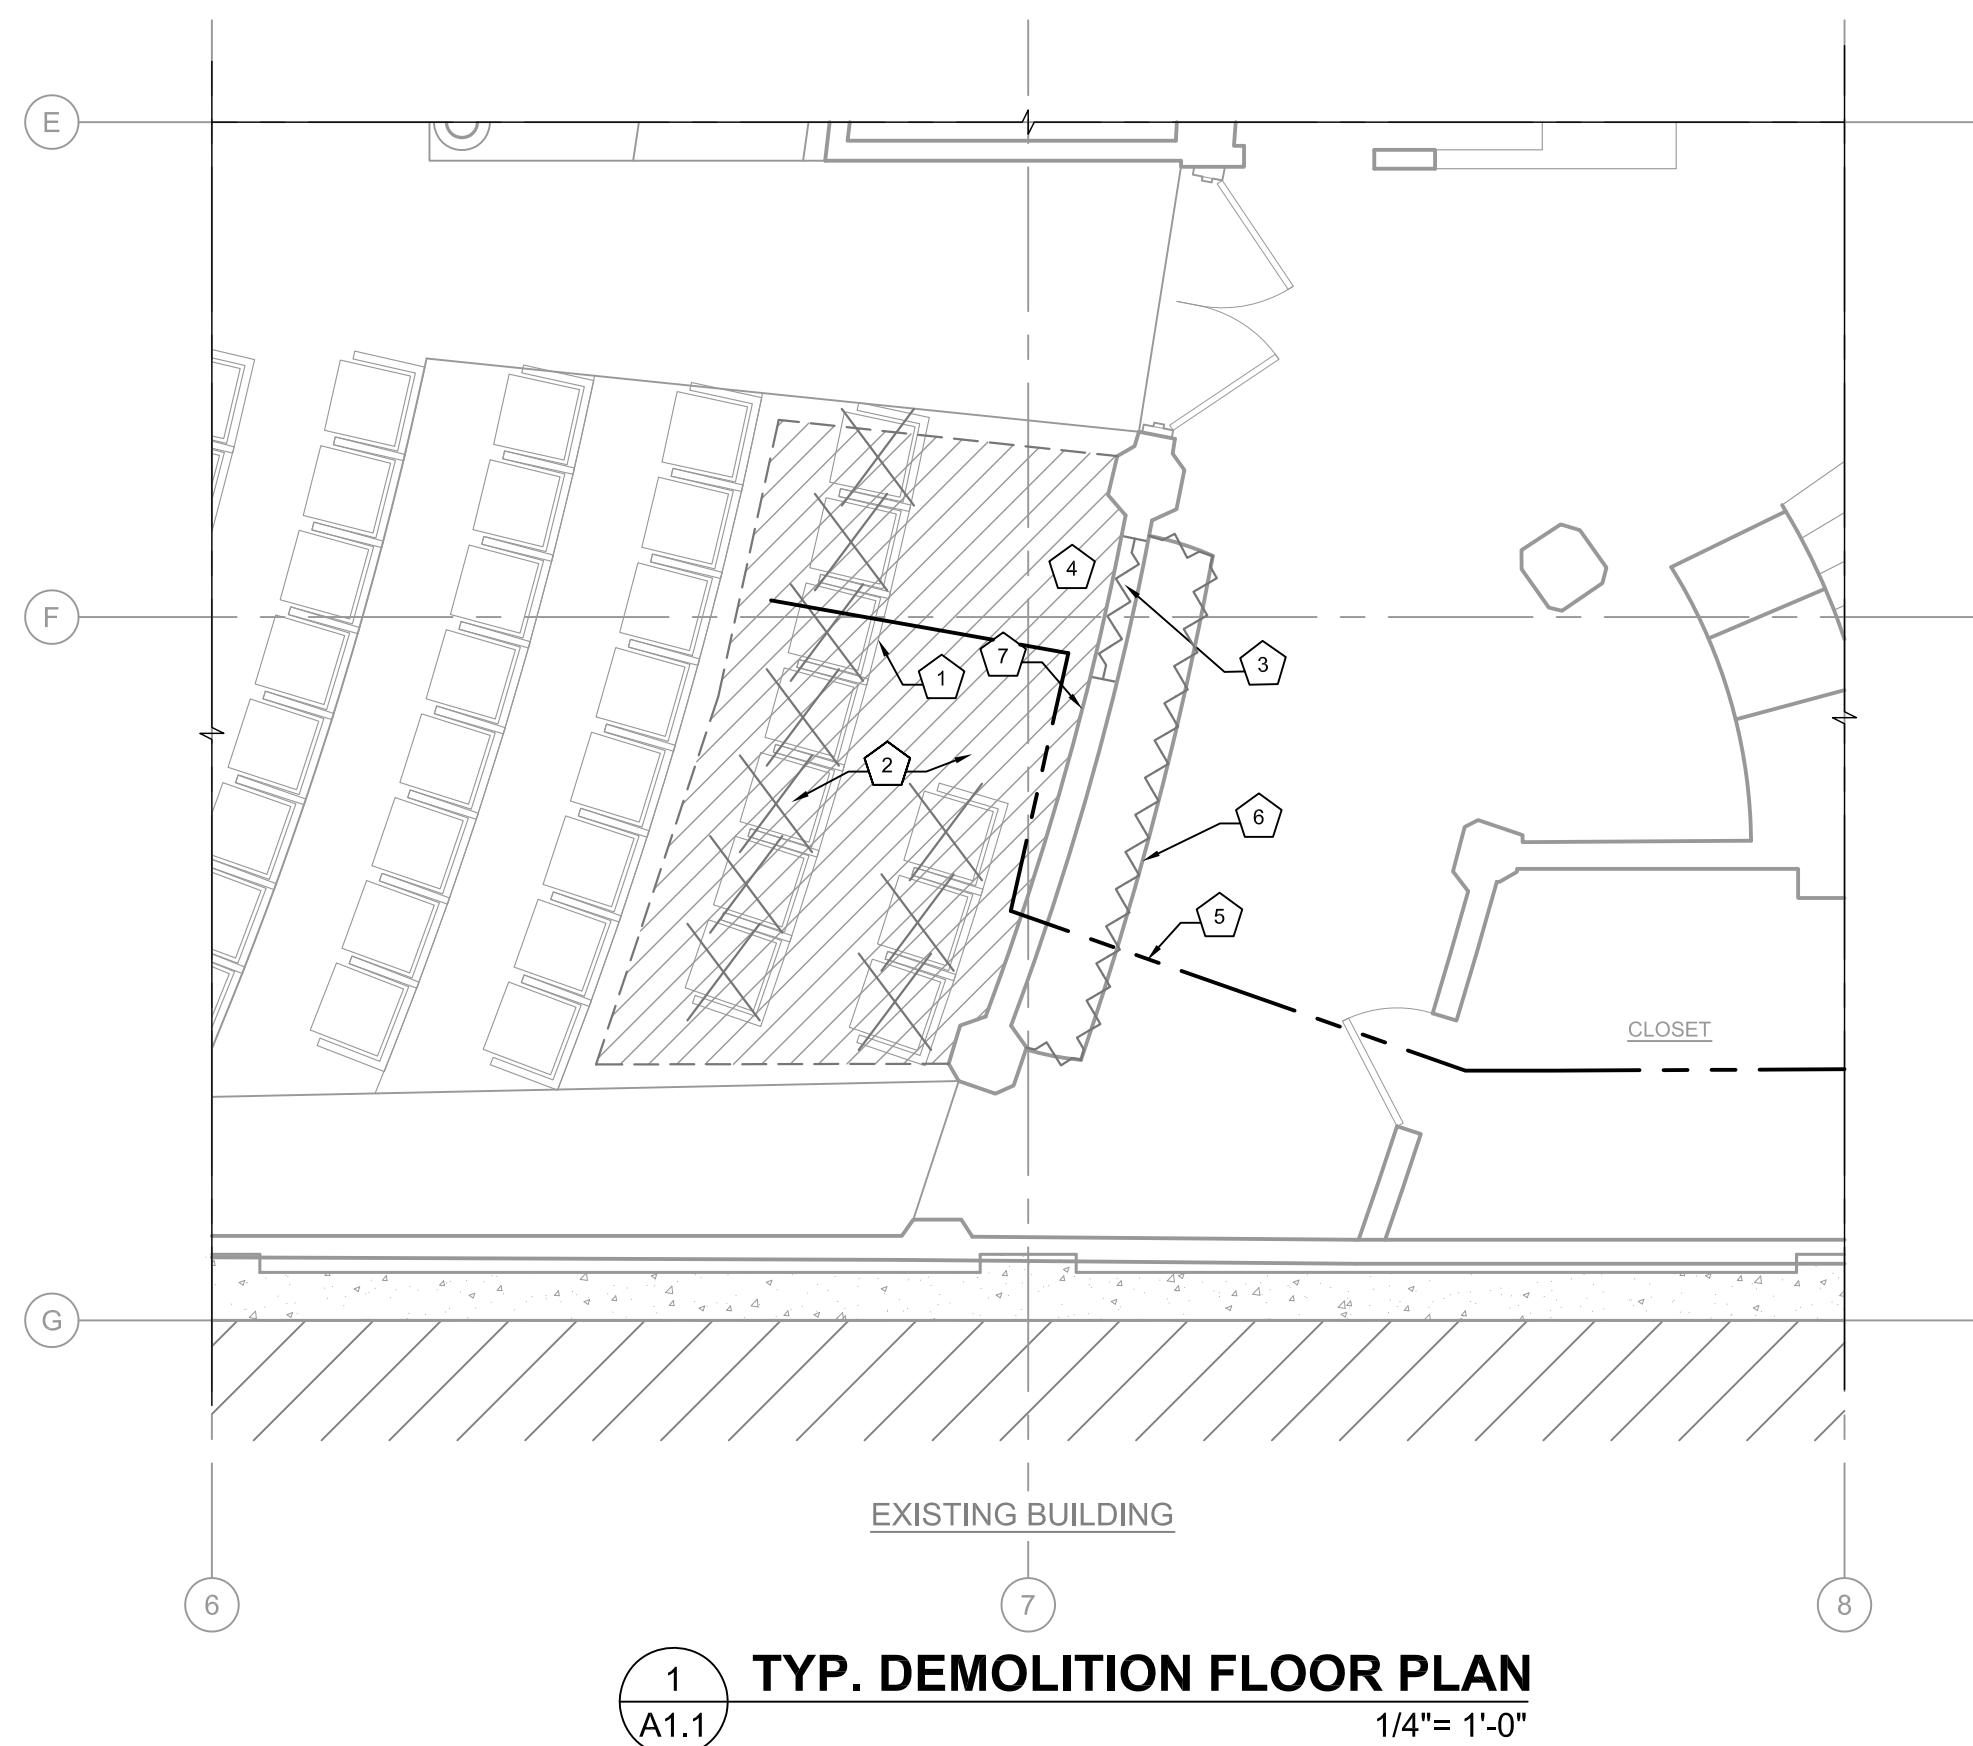 E
F
4
3
7
1
2
6
5
CLOSET
G
EXISTING BUILDING
6
7
8
1
TYP. DEMOLITION FLOOR PLAN
A1.1
1/4"= 1'-0"